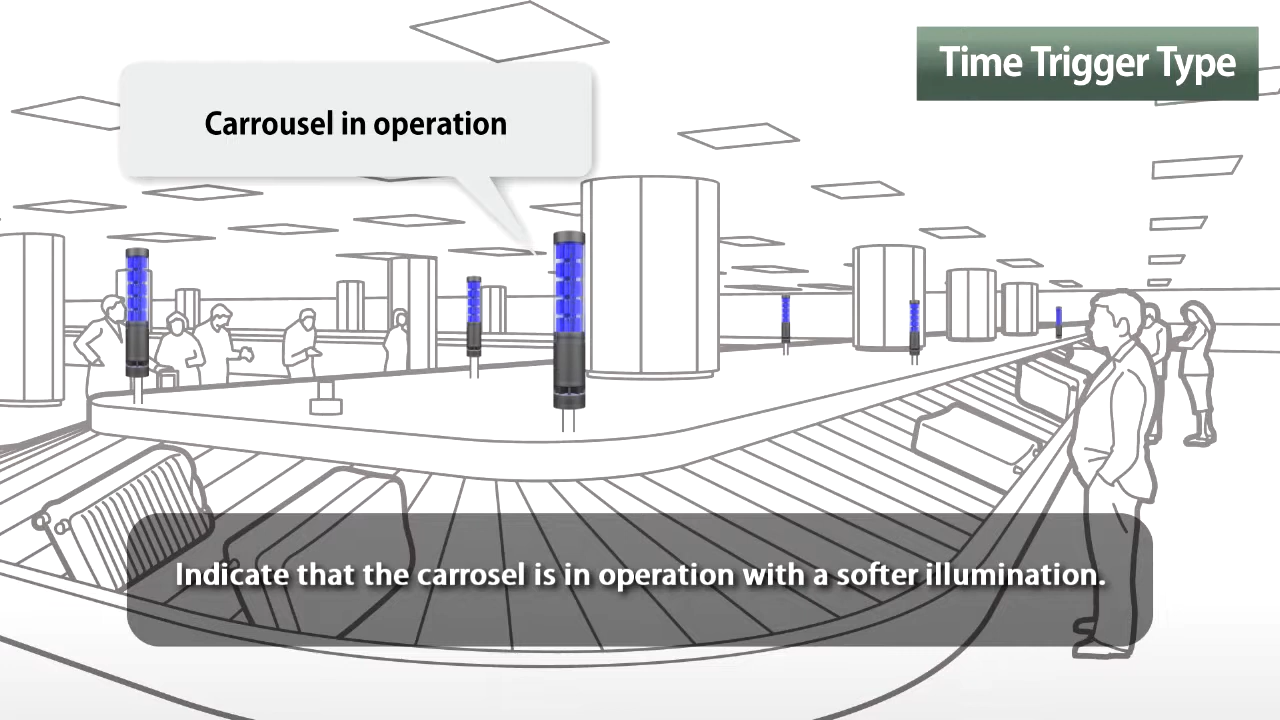 Time Trigger Type
Carrousel in operation
Indicate that the carrosel is in operation with a softer illumination.